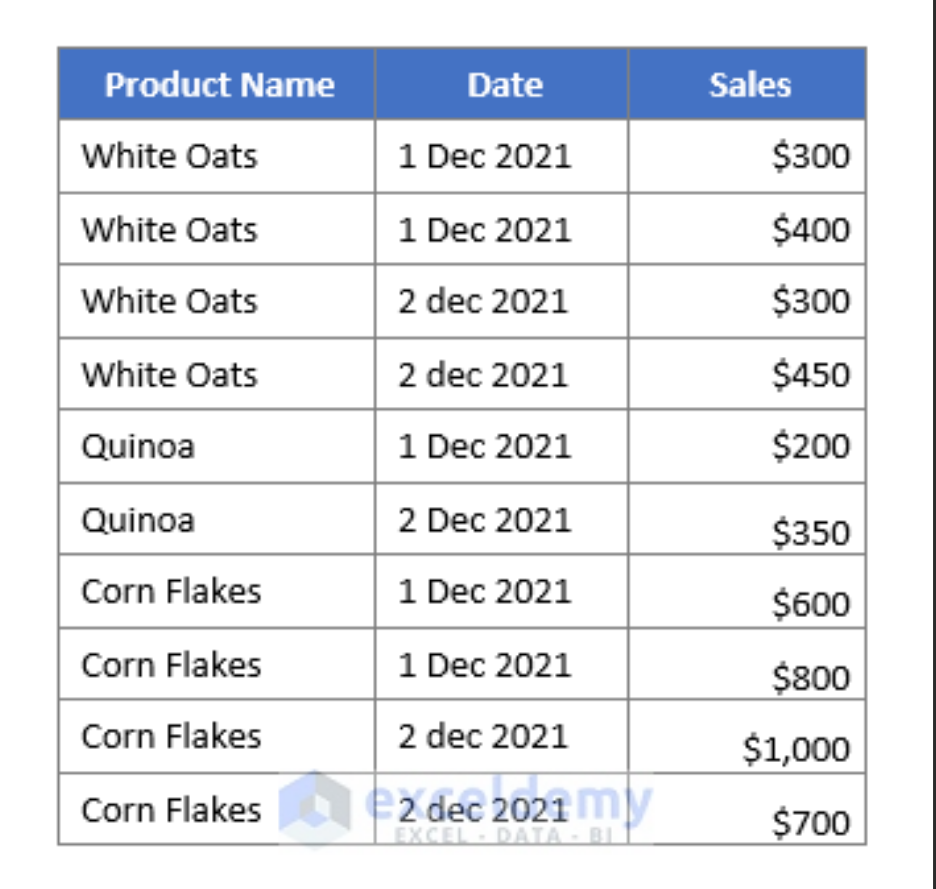 Product Name Date Sales
White Oats 1 Dec 2021 $300
White Oats 1 Dec 2021 $400
White Oats 2 dec 2021 $300
White Oats 2 dec 2021 $450
Quinoa 1 Dec 2021 $200
Quinoa 2 Dec 2021 $350
Corn Flakes 1 Dec 2021 $600
Corn Flakes 1 Dec 2021 $800
Corn Flakes 2 dec 2021 $1,000
Corn Flakes 2 dec 2021 $700
exceldemy
EXCEL - DATA - BI